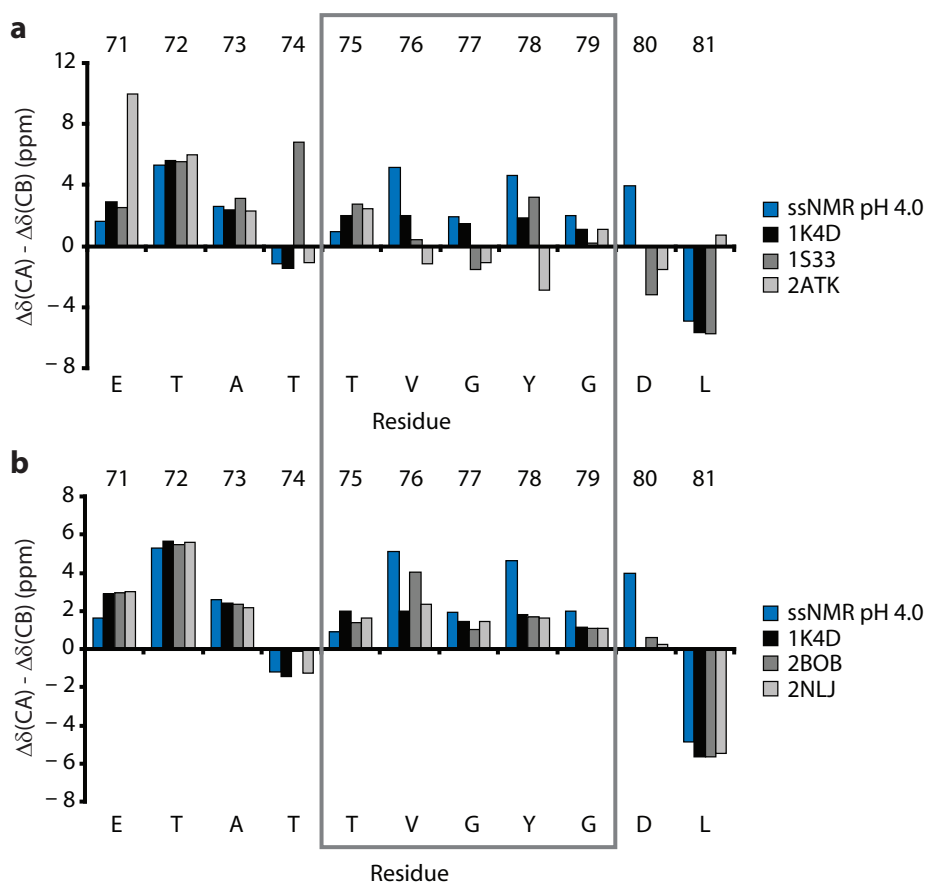 a
71 72 73 74 75 76 77 78 79 80 81
12
8
4
0
− 4
− 8
Δδ(CA) - Δδ(CB) (ppm)
ssNMR pH 4.0
1K4D
1S33
2ATK
E T A T T V G Y G D L
Residue
b
71 72 73 74 75 76 77 78 79 80 81
8
6
4
2
0
− 2
− 4
− 6
− 8
Δδ(CA) - Δδ(CB) (ppm)
ssNMR pH 4.0
1K4D
2BOB
2NLJ
E T A T T V G Y G D L
Residue